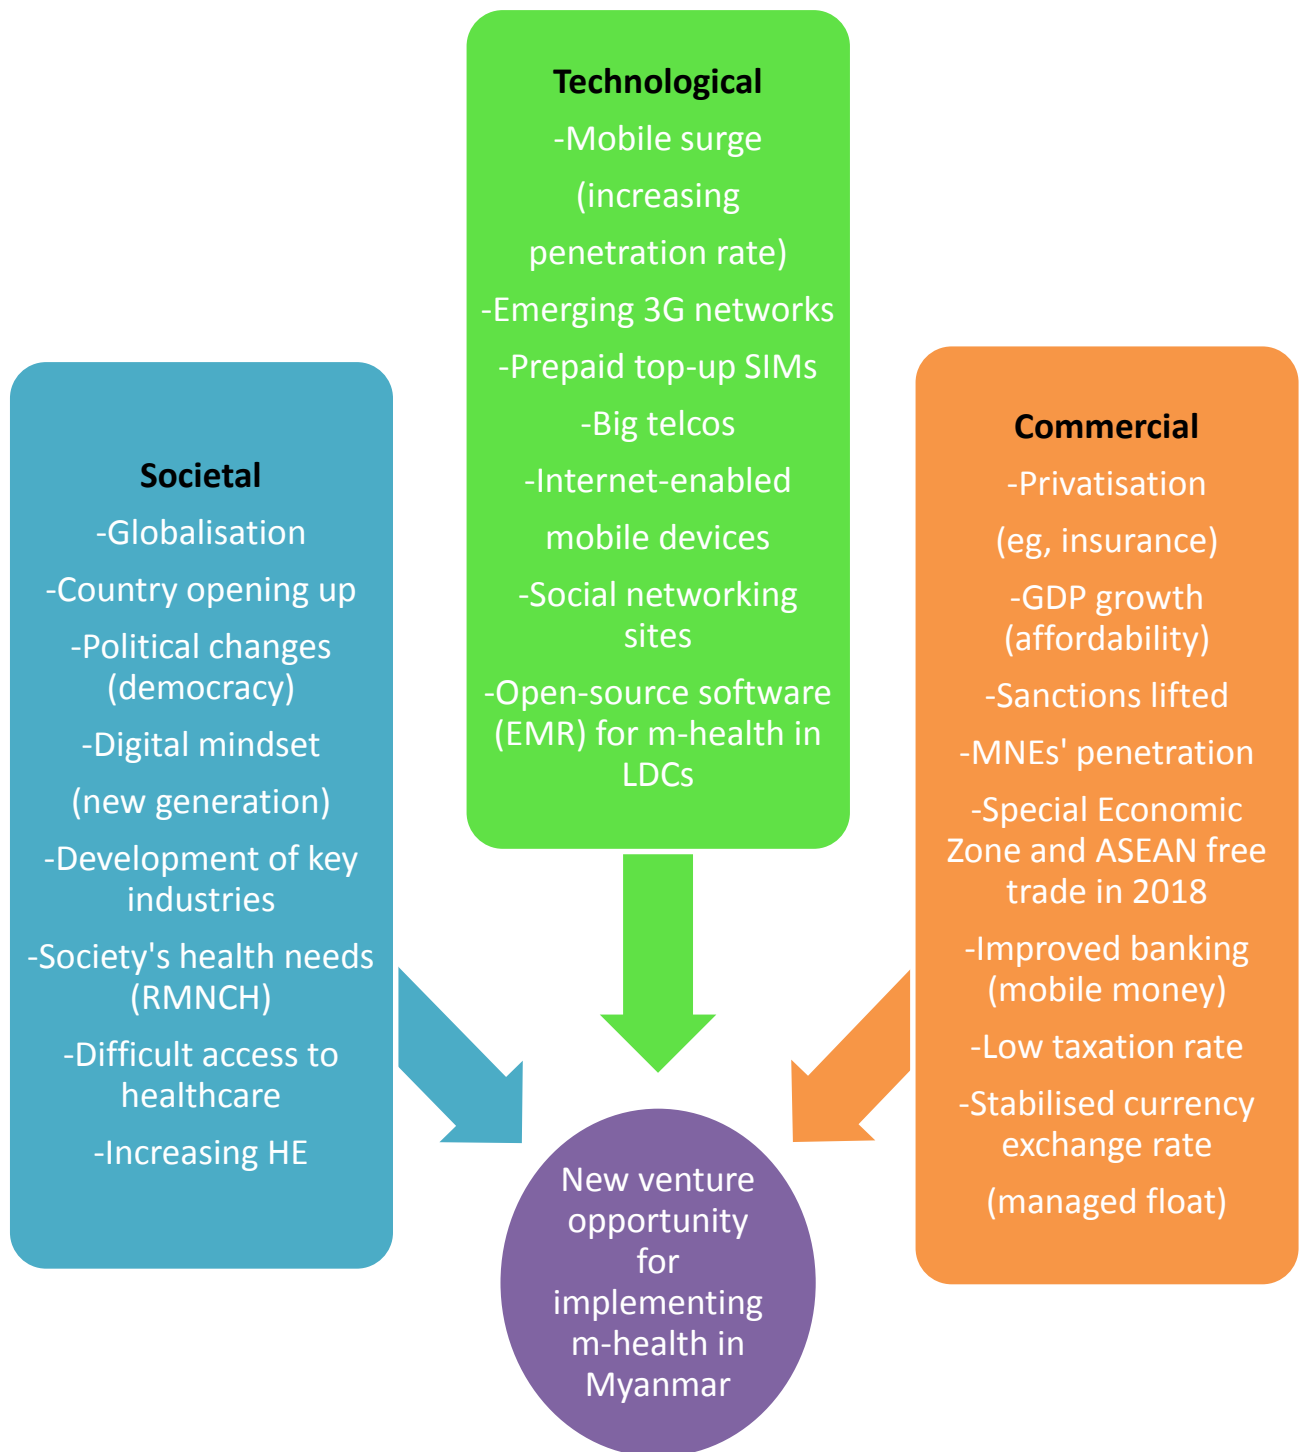 Technological
-Mobile surge
(increasing
penetration rate)
-Emerging 3G networks
-Prepaid top-up SIMs
-Big telcos
-Internet-enabled
mobile devices
-Social networking
sites
-Open-source software
(EMR) for m-health in
LDCs
Societal
-Globalisation
-Country opening up
-Political changes
(democracy)
-Digital mindset
(new generation)
-Development of key
industries
-Society's health needs
(RMNCH)
-Difficult access to
healthcare
-Increasing HE
Commercial
-Privatisation
(eg, insurance)
-GDP growth
(affordability)
-Sanctions lifted
-MNEs' penetration
-Special Economic
Zone and ASEAN free
trade in 2018
-Improved banking
(mobile money)
-Low taxation rate
-Stabilised currency
exchange rate
(managed float)
New venture
opportunity
for
implementing
m-health in
Myanmar